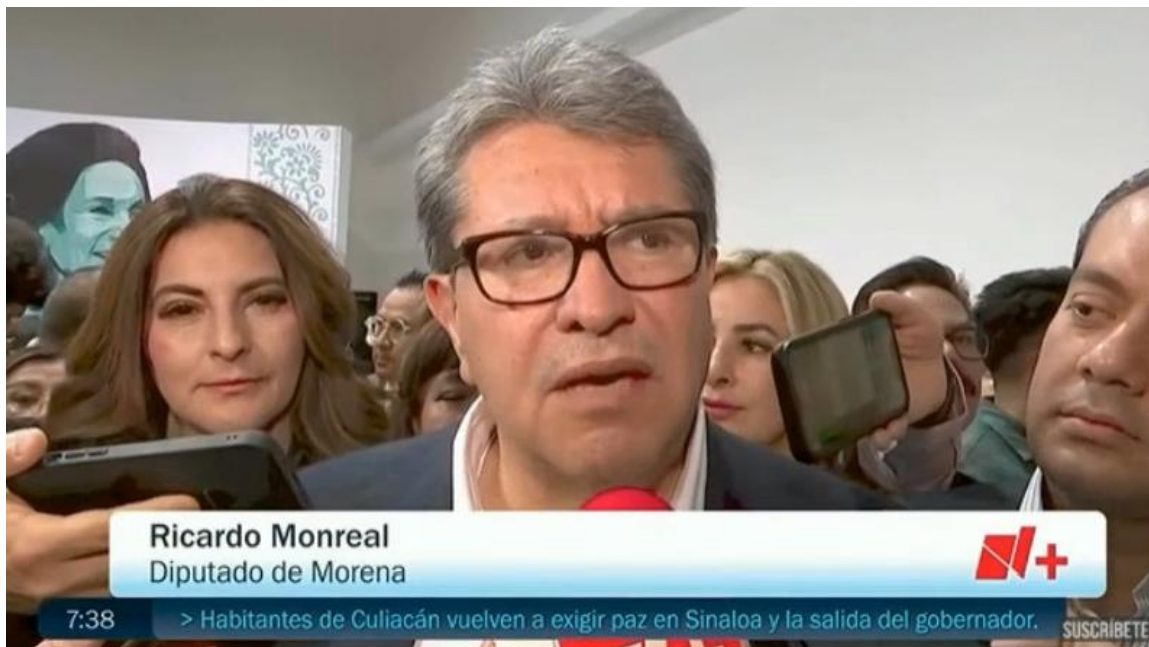 Ricardo Monreal
Diputado de Morena
N+
7:38
> Habitantes de Culiacán vuelven a exigir paz en Sinaloa y la salida del gobernador.
SUSCRÍBETE